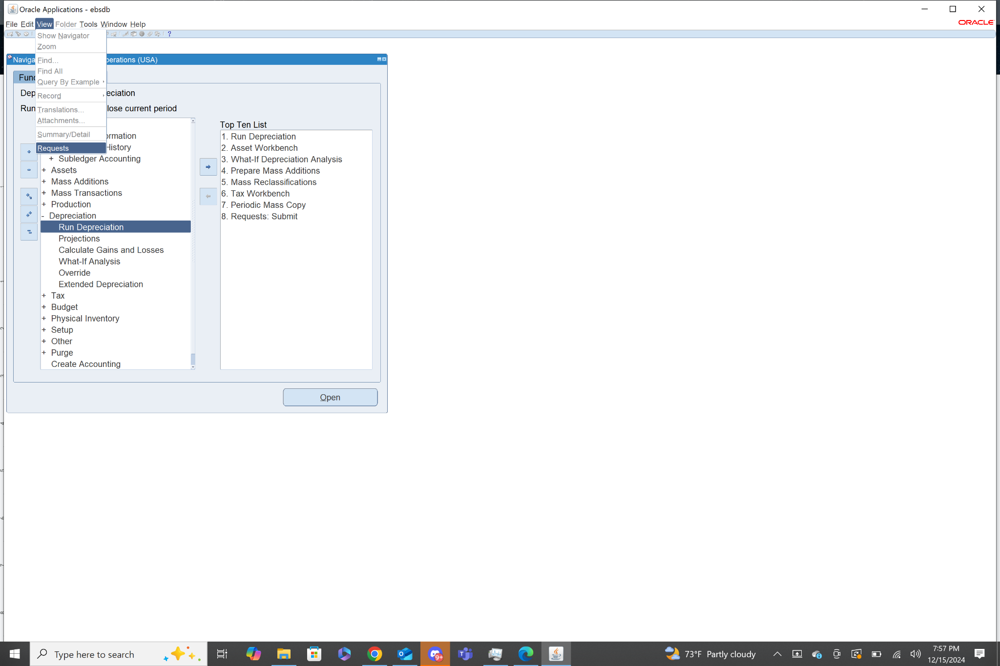 Oracle Applications - ebsdb
File Edit View Folder Tools Window Help
ORACLE
?
Show Navigator
Zoom
Find...
Find All
Query By Example
Record
Translations...
Attachments...
Summary/Detail
Requests
Naviga
perations (USA)
Func
Dep
eciation
Run
lose current period
ormation
History
+ Subledger Accounting
+ Assets
+ Mass Additions
+ Mass Transactions
+ Production
- Depreciation
Run Depreciation
Projections
Calculate Gains and Losses
What-If Analysis
Override
Extended Depreciation
+ Tax
+ Budget
+ Physical Inventory
+ Setup
+ Other
+ Purge
Create Accounting
Top Ten List
1. Run Depreciation
2. Asset Workbench
3. What-If Depreciation Analysis
4. Prepare Mass Additions
5. Mass Reclassifications
6. Tax Workbench
7. Periodic Mass Copy
8. Requests: Submit
Open
Type here to search
9+
73°F Partly cloudy
7:57 PM
12/15/2024